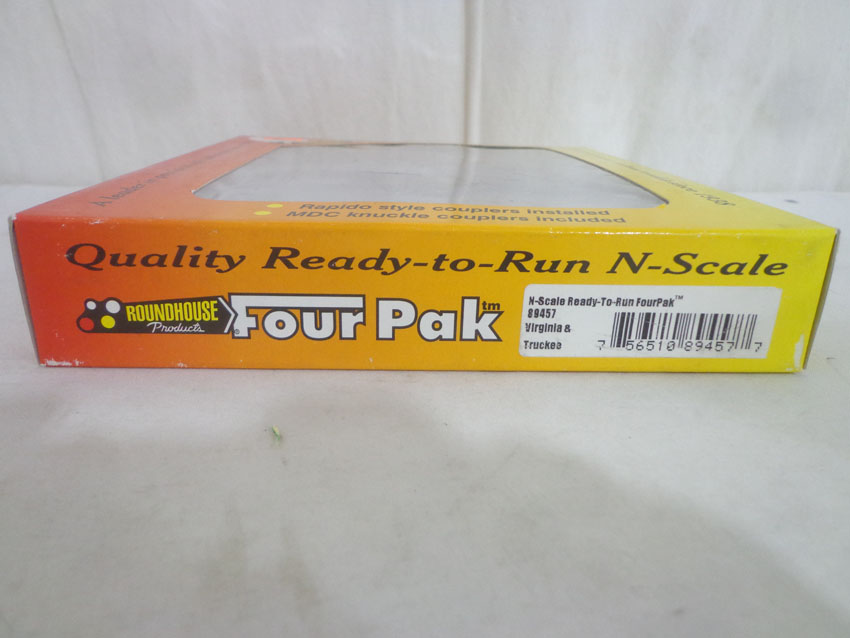 A leader
Rapido style couplers installed
MDC knuckle couplers included
Quality Ready-to-Run N-Scale
ROUNDHOUSE
Products
Four Pak tm
N-Scale Ready-To-Run FourPak™
89457
Virginia &
Truckee
7 56510 89457 7